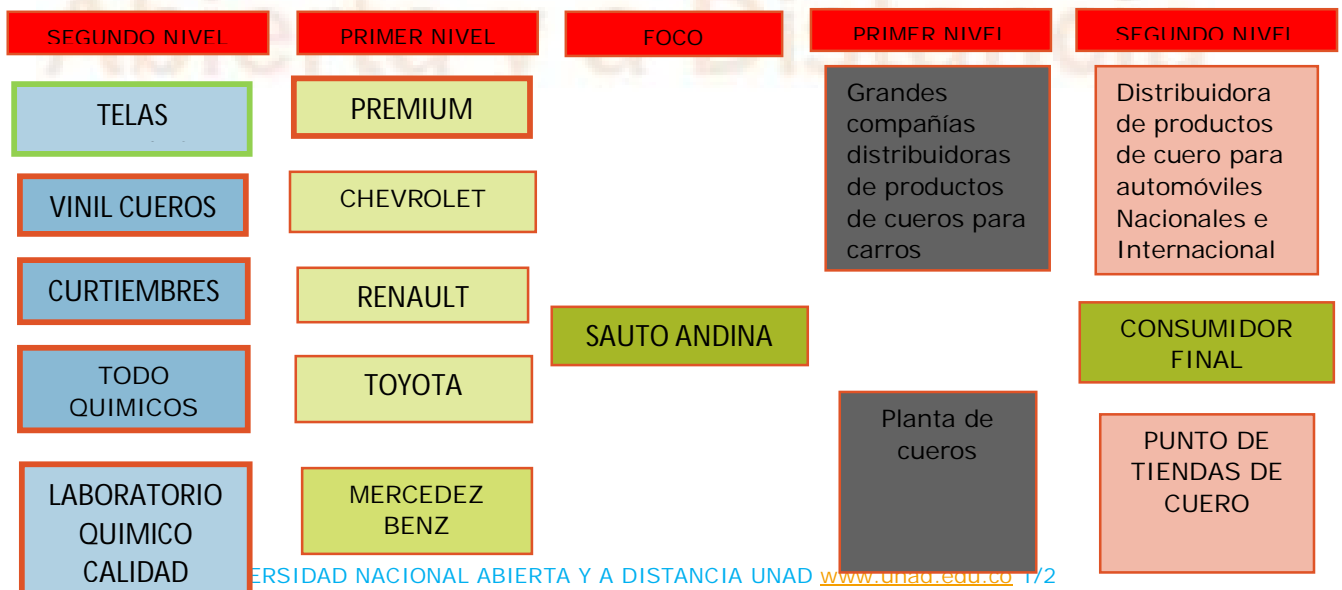 SEGUNDO NIVEL
PRIMER NIVEL
FOCO
PRIMER NIVEL
SEGUNDO NIVEL
TELAS
VINIL CUEROS
CURTIEMBRES
TODO
QUIMICOS
LABORATORIO
QUIMICO
CALIDAD
PREMIUM
CHEVROLET
RENAULT
TOYOTA
MERCEDEZ
BENZ
SAUTO ANDINA
Grandes
compañías
distribuidoras
de productos
de cueros para
carros
Planta de
cueros
Distribuidora
de productos
de cuero para
automóviles
Nacionales e
Internacional
CONSUMIDOR
FINAL
PUNTO DE
TIENDAS DE
CUERO
ERSIDAD NACIONAL ABIERTA Y A DISTANCIA UNAD www.unad.edu.co 1/2